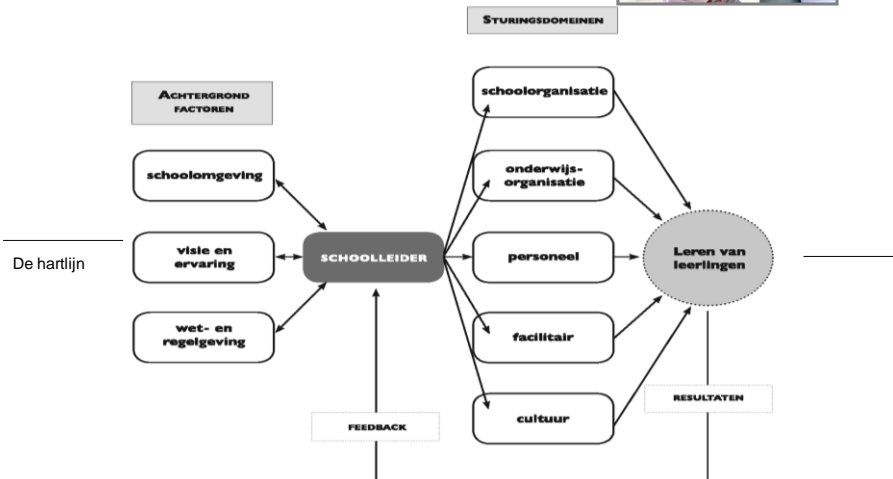 STURINGSDOMEINEN
ACHTERGROND
FACTOREN
schoolorganisatie
schoolomgeving
onderwijs-
organisatie
De hartlijn
visie en
ervaring
SCHOOLLEIDER
personeel
Leren van
leerlingen
wet- en
regelgeving
facilitair
FEEDBACK
cultuur
RESULTATEN